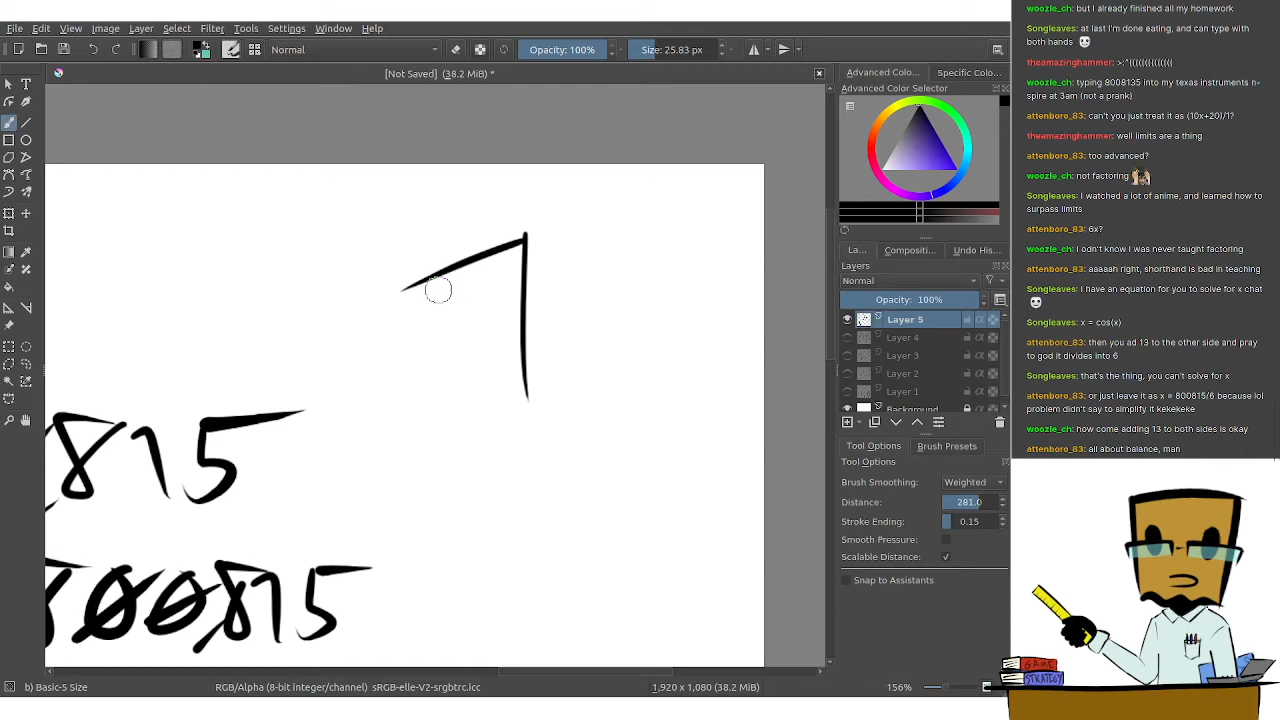 File Edit View Image Layer Select Filter Tools Settings Window Help
Normal Opacity: 100% Size: 25.83 px
[Not Saved] (38.2 MiB) *
Advanced Colo... Specific Colo...
Advanced Color Selector
La... Compositi... Undo His...
Layers
Normal
Opacity: 100%
Layer 5
Layer 4
Layer 3
Layer 2
Layer 1
Background
Tool Options Brush Presets
Tool Options
Brush Smoothing: Weighted
Distance: 281.0
Stroke Ending: 0.15
Smooth Pressure:
Scalable Distance:
Snap to Assistants
815
800815
1
b) Basic-5 Size RGB/Alpha (8-bit integer/channel) sRGB-elle-V2-srgbtrc.icc 1,920 x 1,080 (38.2 MiB) 156%
woozle_ch: but I already finished all my homework
Songleaves: at last I'm done eating, and can type with
both hands
theamazinghammer: >:^((((((((((((((
woozle_ch: typing 8008135 into my texas instruments n-
spire at 3am (not a prank)
attenboro_83: can't you just treat it as (10x+20)/1?
theamazinghammer: well limits are a thing
attenboro_83: too advanced?
woozle_ch: not factoring
Songleaves: I watched a lot of anime, and learned how to
surpass limits
attenboro_83: 6x?
woozle_ch: I odn't know I was never taught factoring
attenboro_83: aaaaah right, shorthand is bad in teaching
Songleaves: I have an equation for you to solve for x chat
Songleaves: x = cos(x)
attenboro_83: then you ad 13 to the other side and pray
to god it divides into 6
Songleaves: that's the thing, you can't solve for x
attenboro_83: or just leave it as x = 800815/6 because lol
problem didn't say to simplify it kekekeke
woozle_ch: how come adding 13 to both sides is okay
attenboro_83: all about balance, man
GAME
STRATEGY